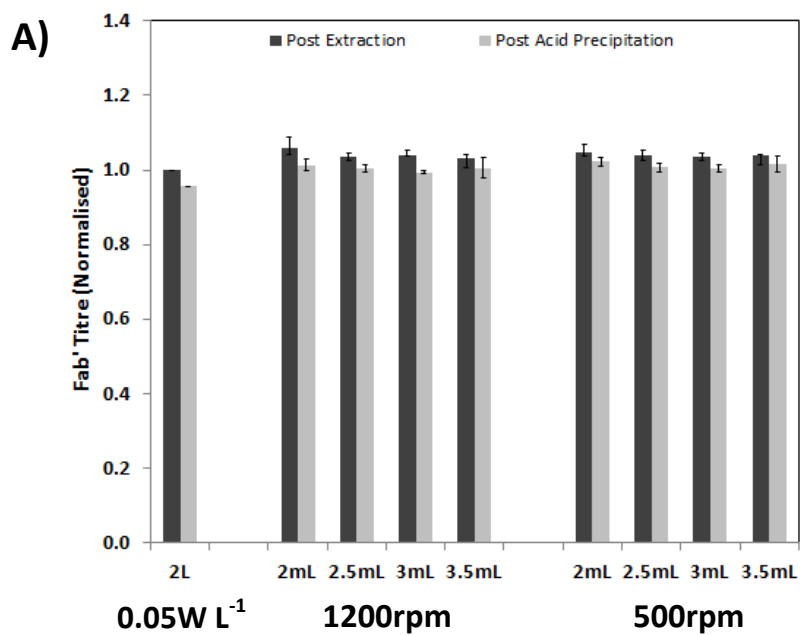 A)
Post Extraction Post Acid Precipitation
Fab' Titre (Normalised)
1.4
1.2
1.0
0.8
0.6
0.4
0.2
0.0
2L 2mL 2.5mL 3mL 3.5mL 2mL 2.5mL 3mL 3.5mL
0.05W L⁻¹ 1200rpm 500rpm